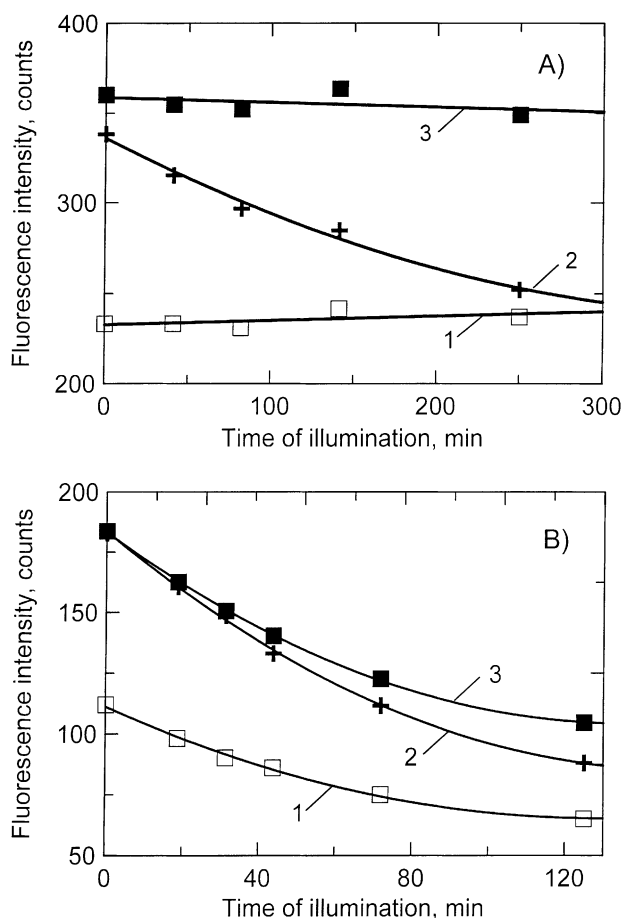 400
A)
3
300
2
1
200
0 100 200 300
Fluorescence intensity, counts
Time of illumination, min
200
B)
150
3
100
2
1
50
0 40 80 120
Fluorescence intensity, counts
Time of illumination, min